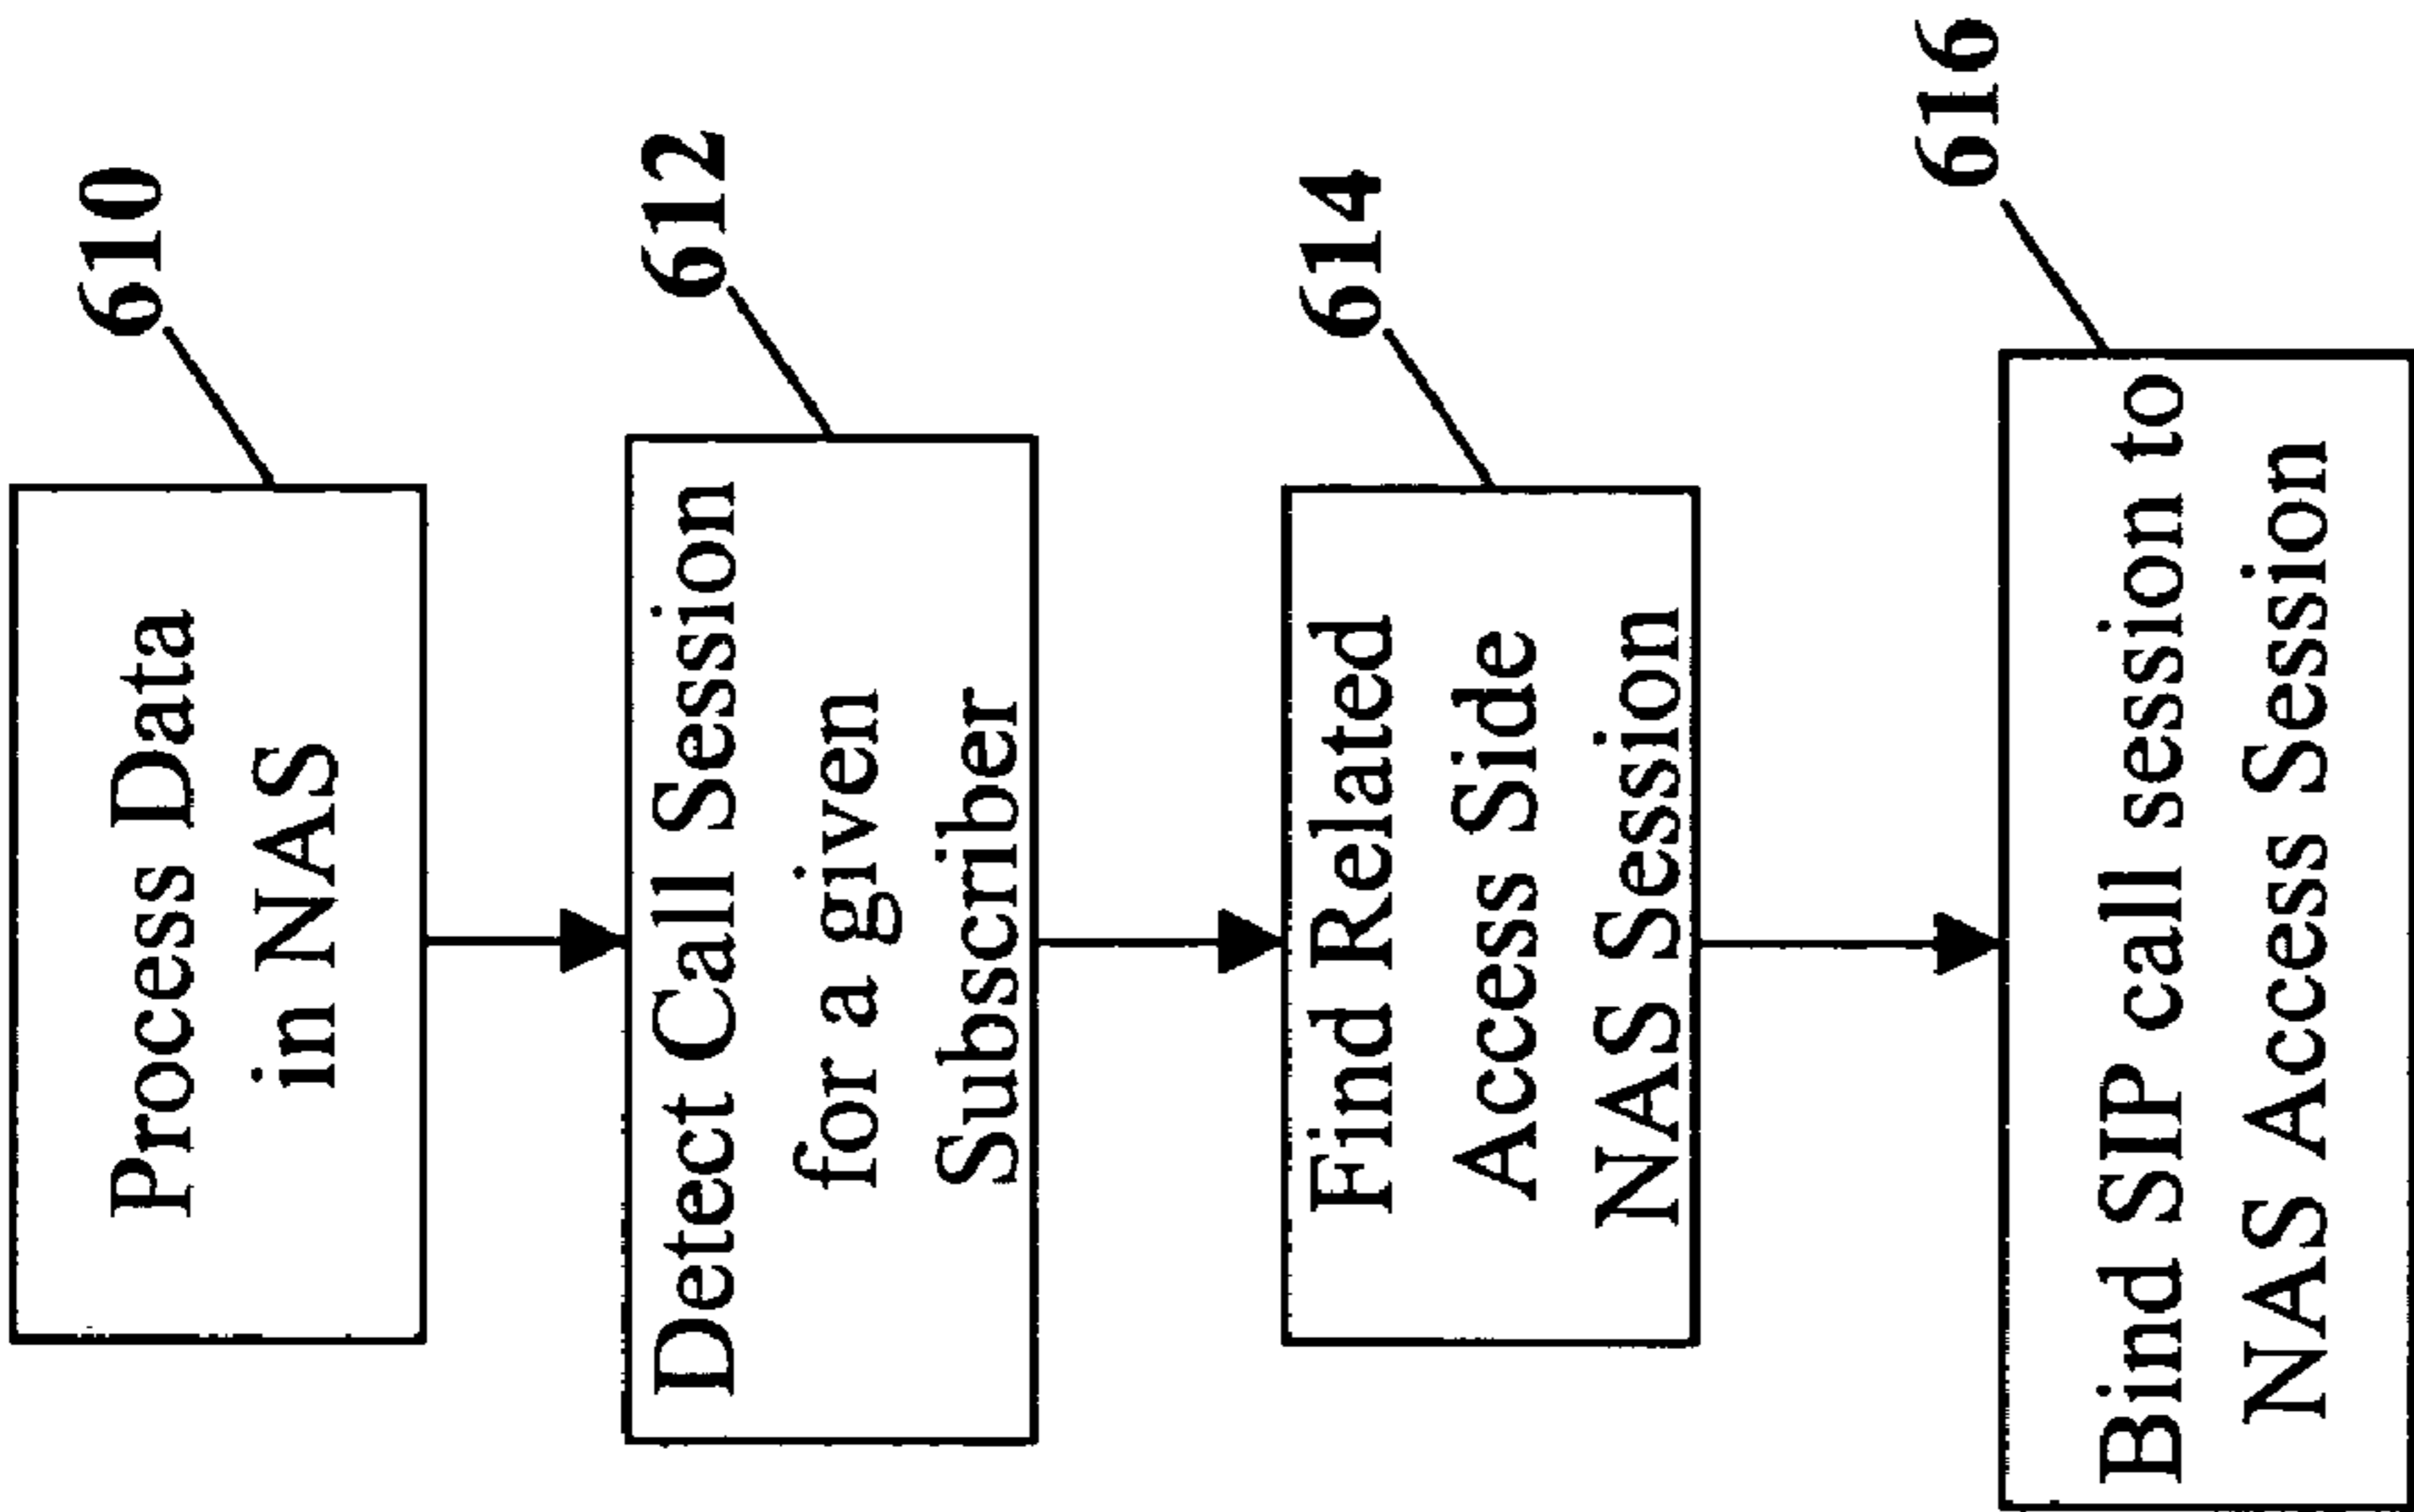 610
Process Data
in NAS
612
Detect Call Session
for a given
Subscriber
614
Find Related
Access Side
NAS Session
616
Bind SIP call session to
NAS Access Session